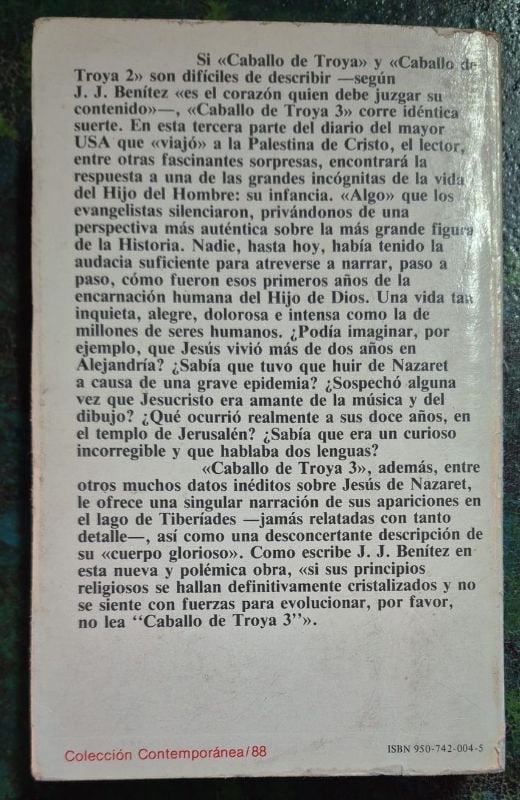 Si «Caballo de Troya» y «Caballo de
Troya 2» son difíciles de describir —según
J. J. Benítez «es el corazón quien debe juzgar su
contenido»—, «Caballo de Troya 3» corre idéntica
suerte. En esta tercera parte del diario del mayor
USA que «viajó» a la Palestina de Cristo, el lector,
entre otras fascinantes sorpresas, encontrará la
respuesta a una de las grandes incógnitas de la vida
del Hijo del Hombre: su infancia. «Algo» que los
evangelistas silenciaron, privándonos de una
perspectiva más auténtica sobre la más grande figura
de la Historia. Nadie, hasta hoy, había tenido la
audacia suficiente para atreverse a narrar, paso a
paso, cómo fueron esos primeros años de la
encarnación humana del Hijo de Dios. Una vida tan
inquieta, alegre, dolorosa e intensa como la de
millones de seres humanos. ¿Podía imaginar, por
ejemplo, que Jesús vivió más de dos años en
Alejandría? ¿Sabía que tuvo que huir de Nazaret
a causa de una grave epidemia? ¿Sospechó alguna
vez que Jesucristo era amante de la música y del
dibujo? ¿Qué ocurrió realmente a sus doce años, en
el templo de Jerusalén? ¿Sabía que era un curioso
incorregible y que hablaba dos lenguas?
«Caballo de Troya 3», además, entre
otros muchos datos inéditos sobre Jesús de Nazaret,
le ofrece una singular narración de sus apariciones en
el lago de Tiberíades —jamás relatadas con tanto
detalle—, así como una desconcertante descripción de
su «cuerpo glorioso». Como escribe J. J. Benítez en
esta nueva y polémica obra, «si sus principios
religiosos se hallan definitivamente cristalizados y no
se siente con fuerzas para evolucionar, por favor,
no lea "Caballo de Troya 3"».
Colección Contemporánea/88
ISBN 950-742-004-5